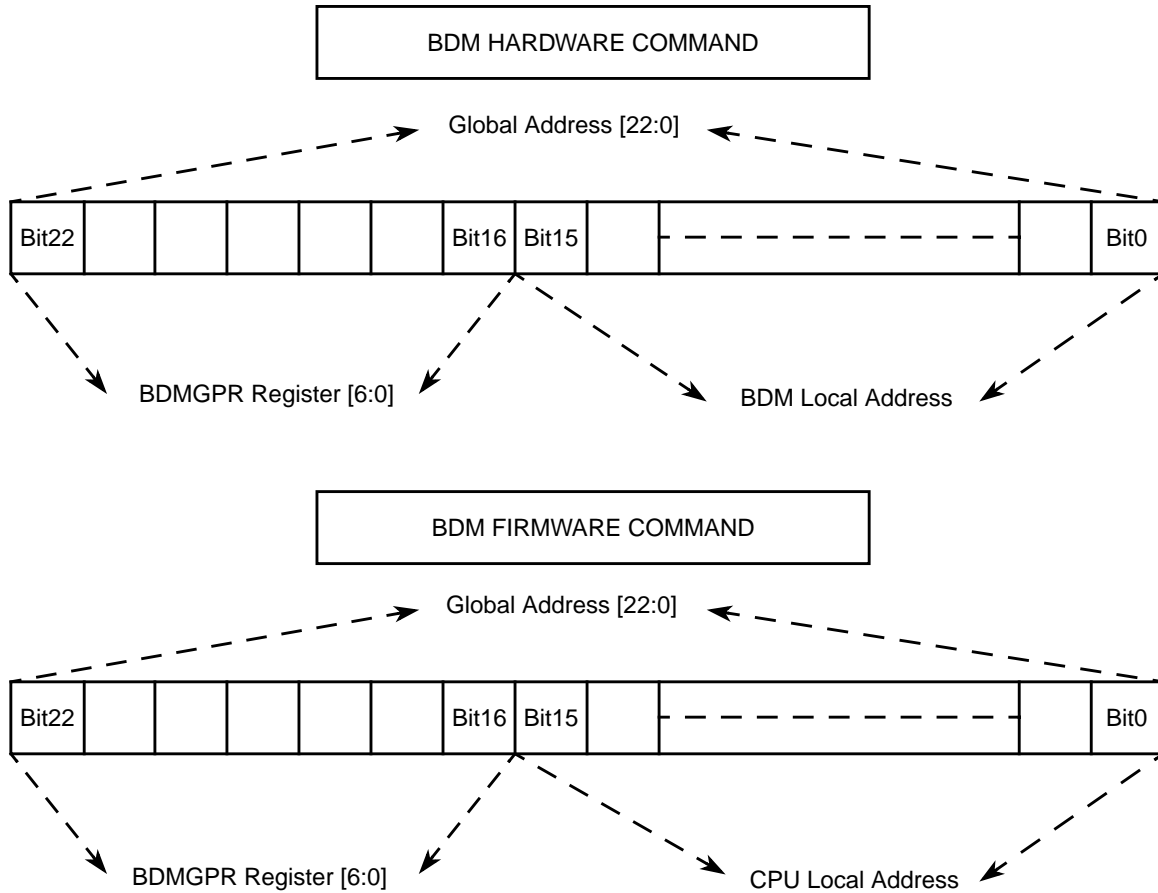 BDM HARDWARE COMMAND
Global Address [22:0]
Bit22 Bit16 Bit15 Bit0
BDMGPR Register [6:0] BDM Local Address
BDM FIRMWARE COMMAND
Global Address [22:0]
Bit22 Bit16 Bit15 Bit0
BDMGPR Register [6:0] CPU Local Address